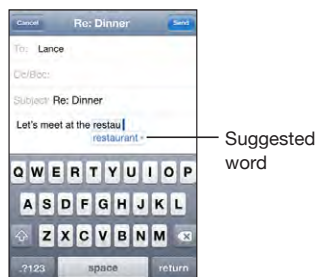 Cancel Re: Dinner Send
To: Lance
Cc/Bcc:
Subject: Re: Dinner
Let's meet at the restau
restaurant ×
Suggested
word
Q W E R T Y U I O P
A S D F G H J K L
Z X C V B N M
.?123 space return